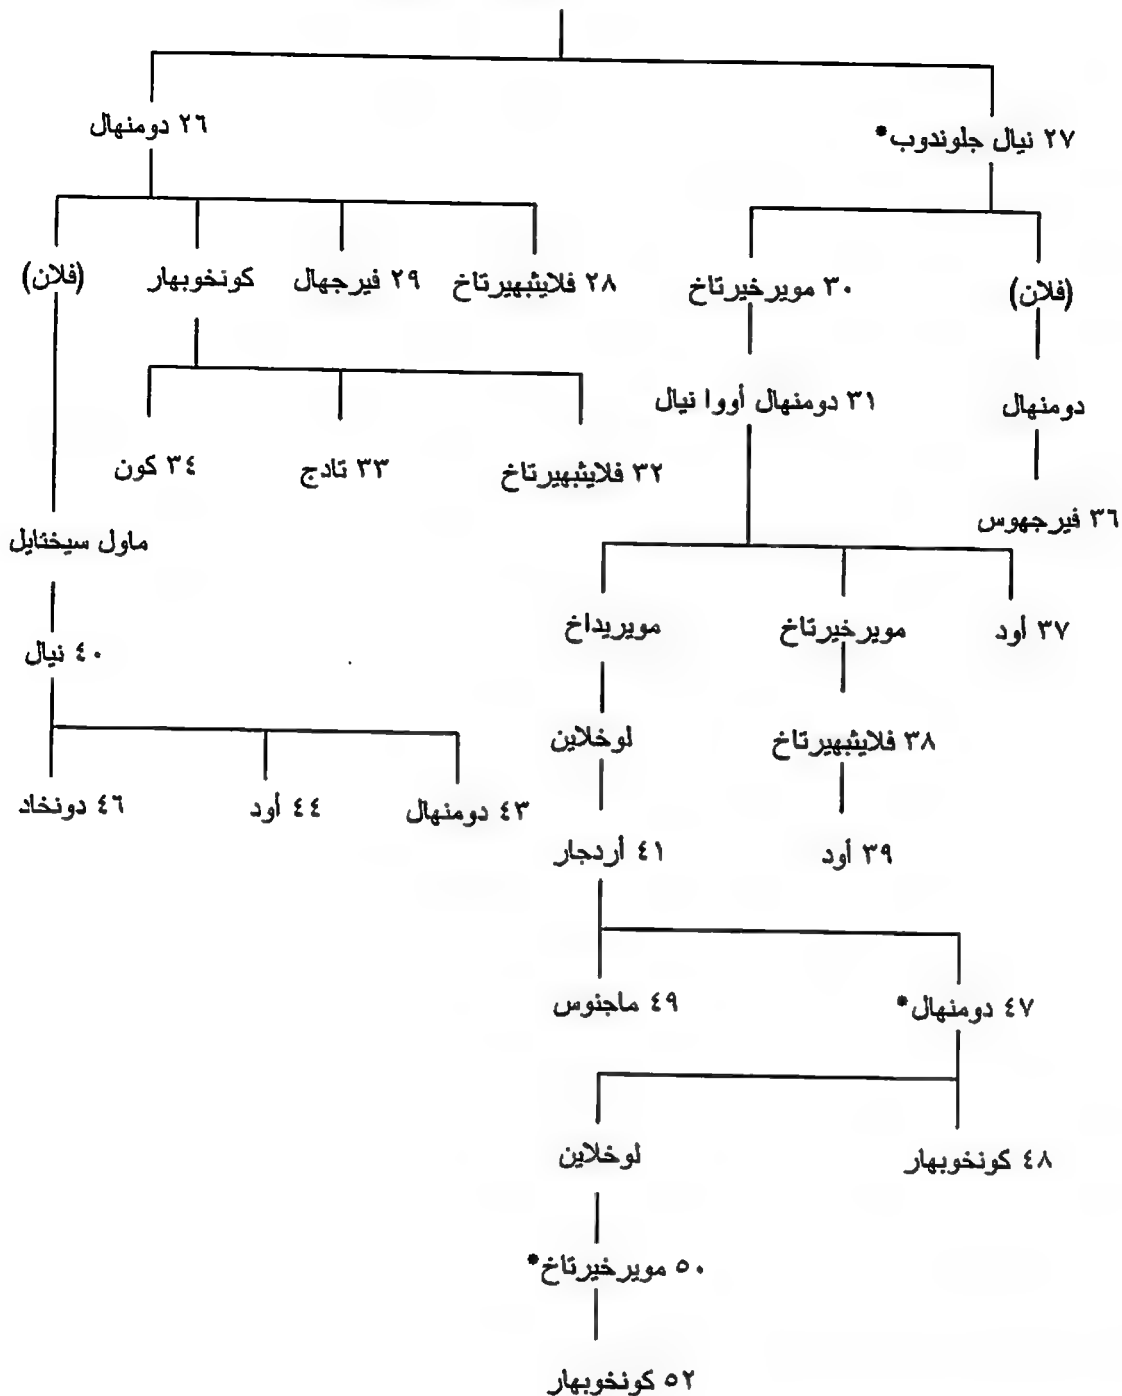 ٢٧ نيال جلوندوب*
٢٦ دومنهال
(فلان)
٣٠ مويرخيرتاخ
٢٨ فلايثبهيرتاخ
٢٩ فيرجهال
كونخوبهار
(فلان)
دومنهال
٣١ دومنهال أووا نيال
٣٦ فيرجهوس
٣٢ فلايثبهيرتاخ
٣٣ تادج
٣٤ كون
ماول سيخنايل
٣٧ أود
مويرخيرتاخ
مويريداخ
٤٠ نيال
٣٨ فلايثبهيرتاخ
لوخلاين
٤٣ دومنهال
٤٤ أود
٤٦ دونخاد
٣٩ أود
٤١ أردجار
٤٧ دومنهال*
٤٩ ماجنوس
٤٨ كونخوبهار
لوخلاين
٥٠ مويرخيرتاخ*
٥٢ كونخوبهار